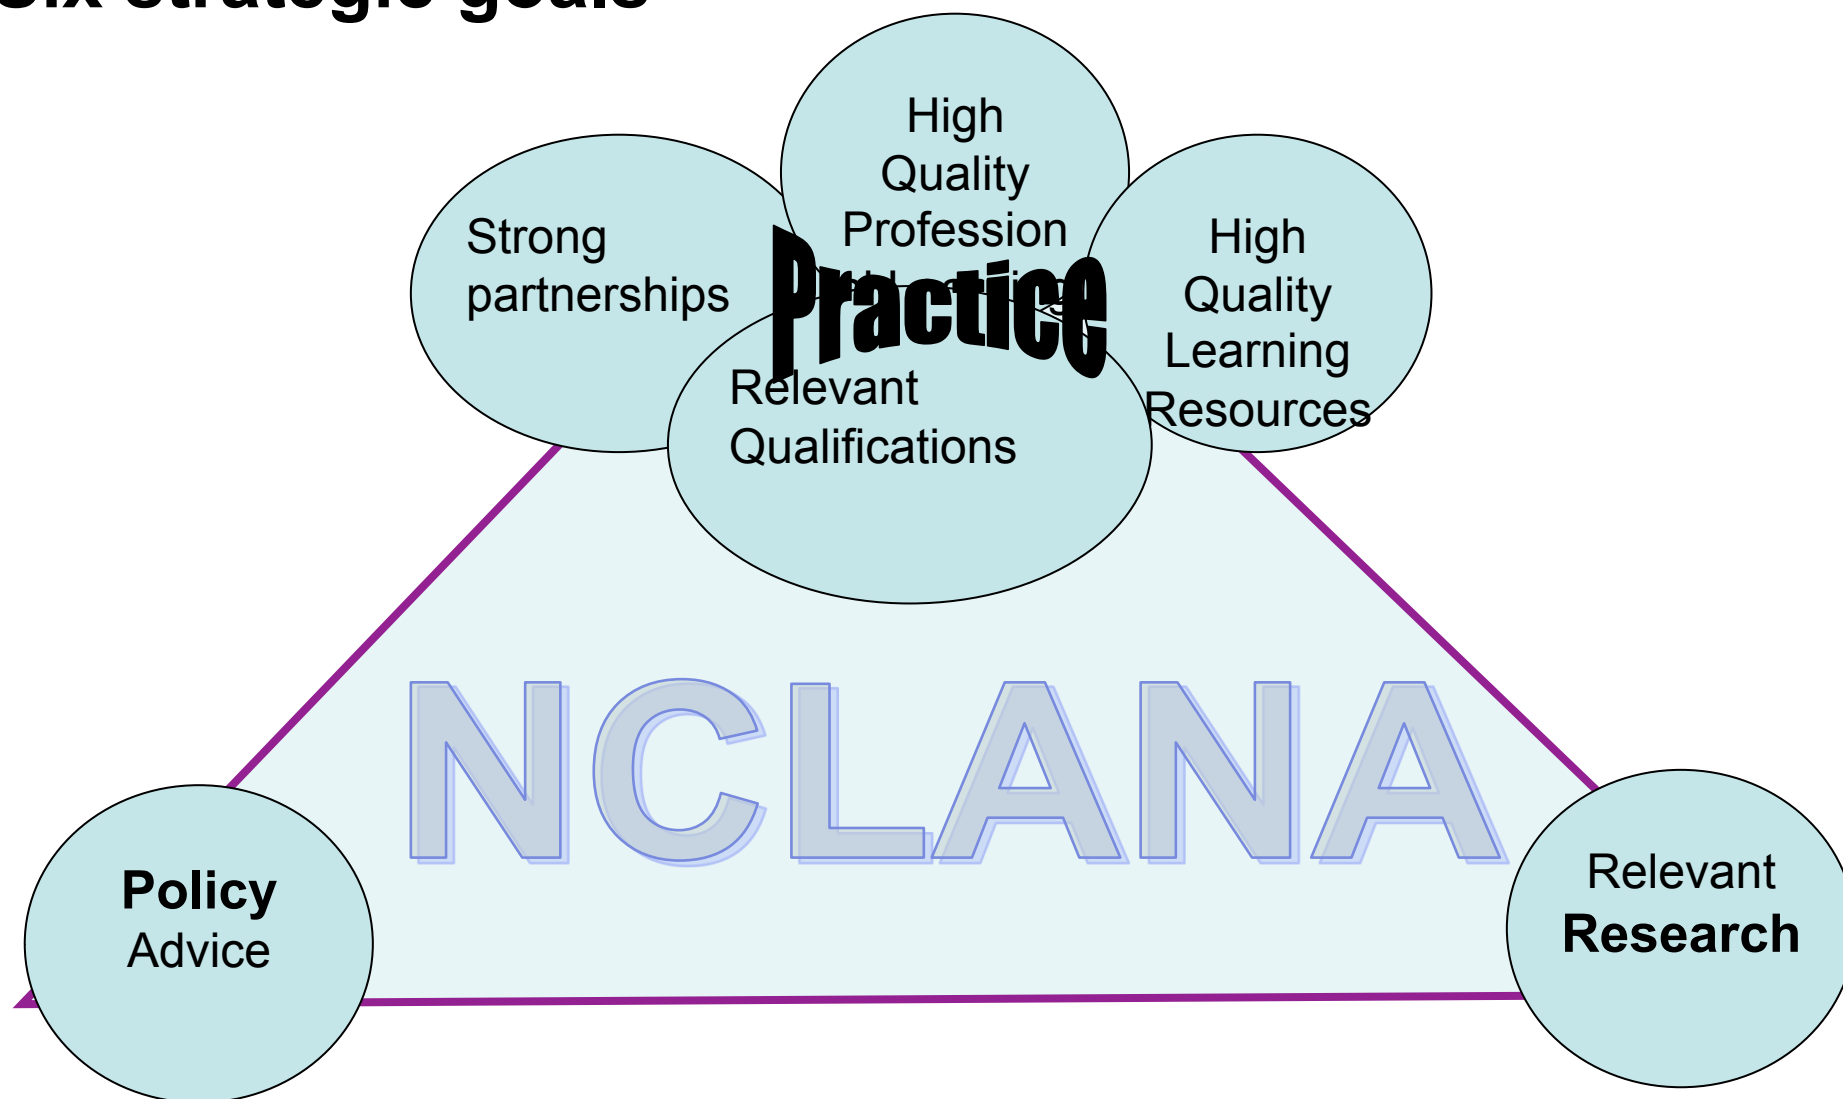 Six strategic goals
High
Quality
Profession
Strong
partnerships
High
Quality
Learning
Resources
Practice
Relevant
Qualifications
NCLANA
Policy
Advice
Relevant
Research